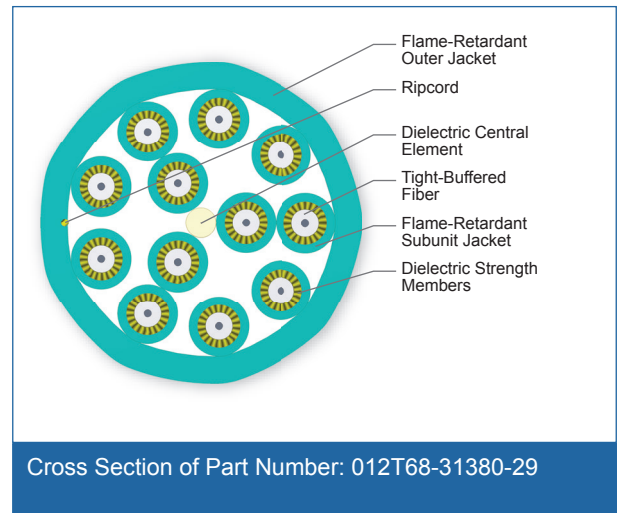 Flame-Retardant
Outer Jacket
Ripcord
Dielectric Central
Element
Tight-Buffered
Fiber
Flame-Retardant
Subunit Jacket
Dielectric Strength
Members
Cross Section of Part Number: 012T68-31380-29